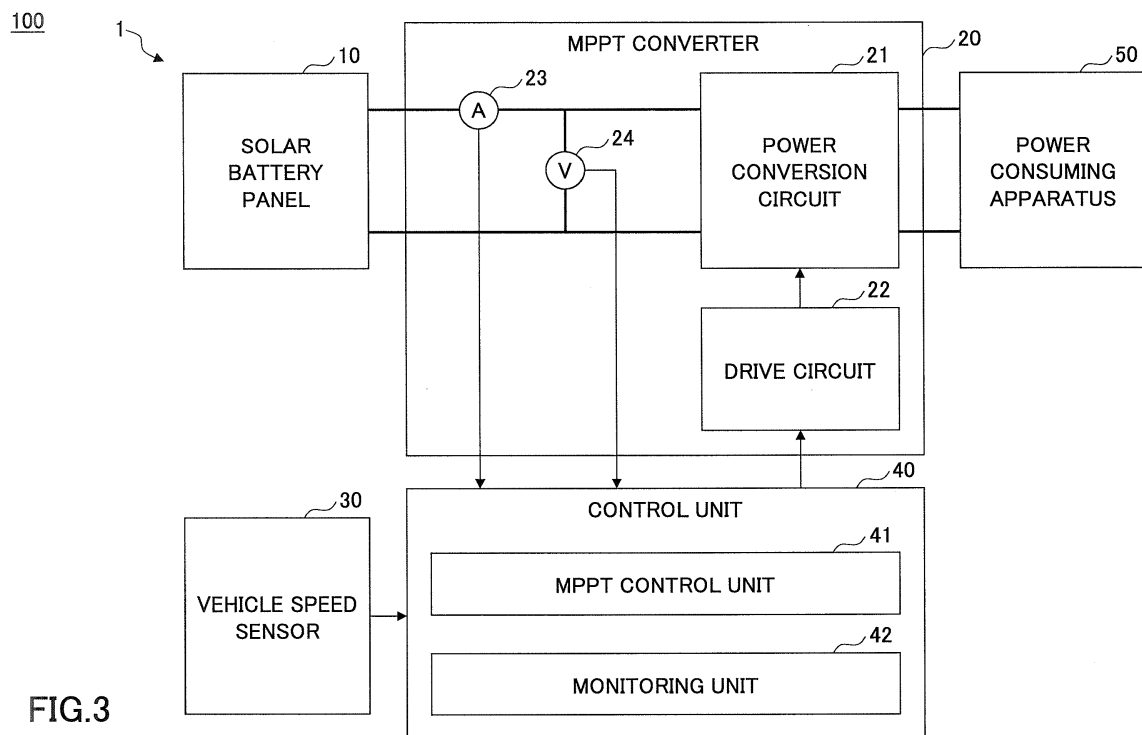 100
1
MPPT CONVERTER
20
10
23
21
50
A
SOLAR
BATTERY
PANEL
24
V
POWER
CONVERSION
CIRCUIT
POWER
CONSUMING
APPARATUS
22
DRIVE CIRCUIT
30
40
CONTROL UNIT
VEHICLE SPEED
SENSOR
41
MPPT CONTROL UNIT
42
MONITORING UNIT
FIG.3